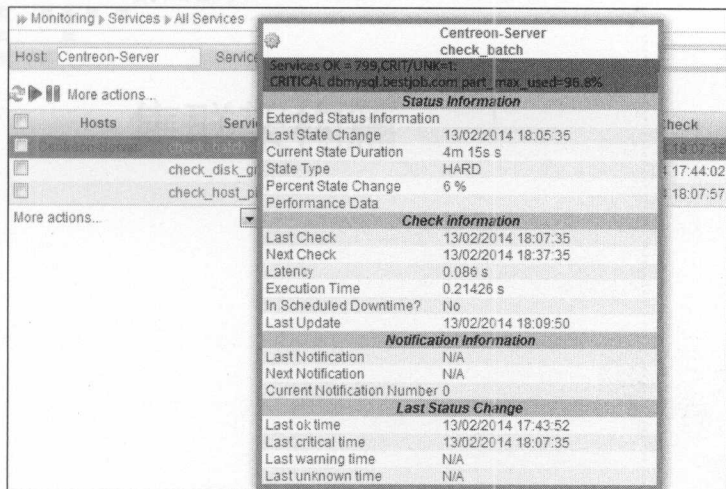 Monitoring ▶ Services ▶ All Services
Host: Centreon-Server
More actions...
Hosts
check_disk_g
check_host_p
More actions...
18:07:35
17:44:02
18:07:57
Centreon-Server
check_batch
Services OK = 799,CRIT/UNK=1:
CRITICAL dbmysql.bestjob.com part_max_used=96.8%
Status Information
Extended Status Information
Last State Change 13/02/2014 18:05:35
Current State Duration 4m 15s s
State Type HARD
Percent State Change 6 %
Performance Data
Check information
Last Check 13/02/2014 18:07:35
Next Check 13/02/2014 18:37:35
Latency 0.086 s
Execution Time 0.21426 s
In Scheduled Downtime? No
Last Update 13/02/2014 18:09:50
Notification Information
Last Notification N/A
Next Notification N/A
Current Notification Number 0
Last Status Change
Last ok time 13/02/2014 17:43:52
Last critical time 13/02/2014 18:07:35
Last warning time N/A
Last unknown time N/A